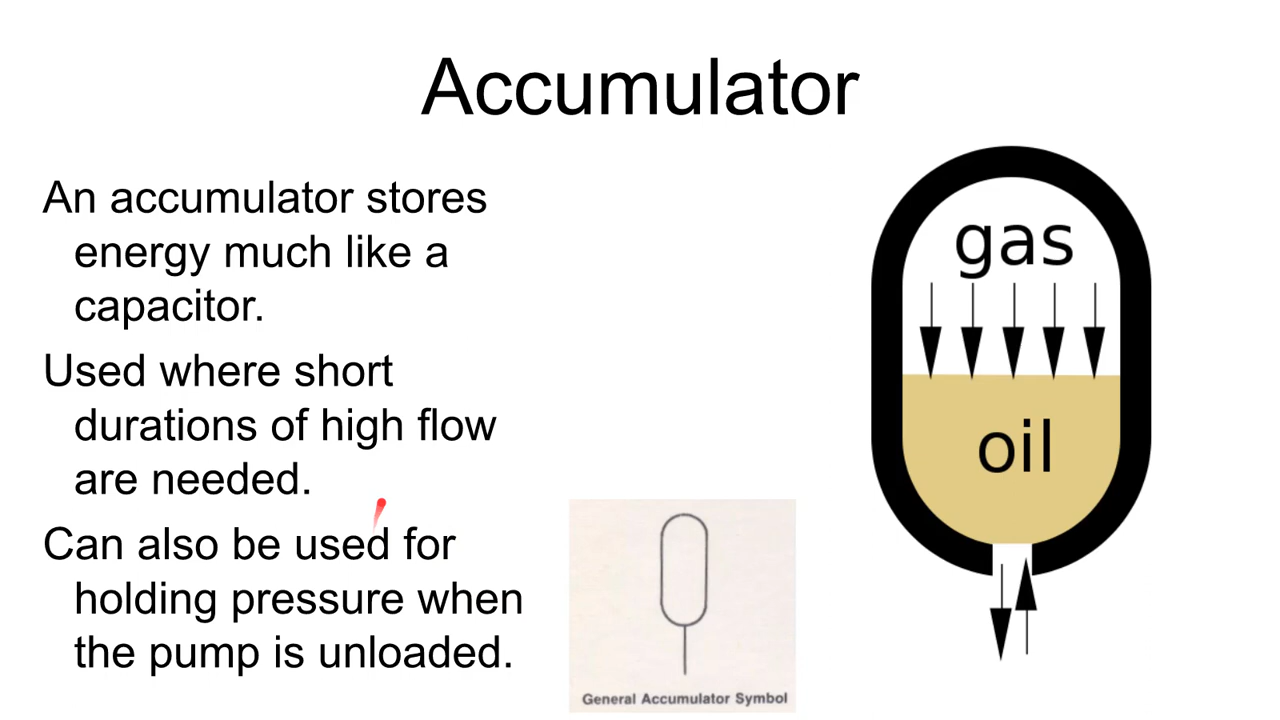 Accumulator
An accumulator stores
energy much like a
capacitor.
Used where short
durations of high flow
are needed.
Can also be used for
holding pressure when
the pump is unloaded.
gas
oil
General Accumulator Symbol